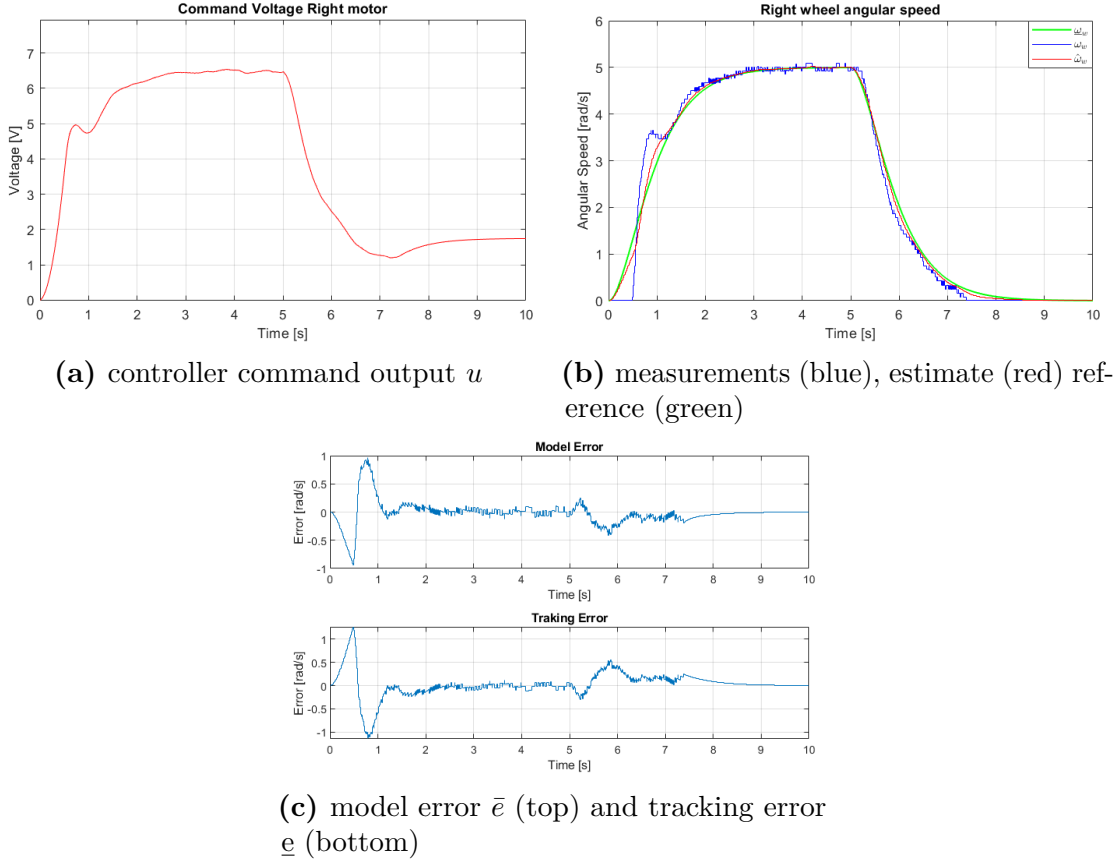 Command Voltage Right motor
Voltage [V]
7
6
5
4
3
2
1
0
0 1 2 3 4 5 6 7 8 9 10
Time [s]
(a) controller command output u
Right wheel angular speed
Angular Speed [rad/s]
6
5
4
3
2
1
0
0 1 2 3 4 5 6 7 8 9 10
Time [s]
ω̲_w
ω_w
ω̂_w
(b) measurements (blue), estimate (red) ref-
erence (green)
Model Error
Error [rad/s]
1
0.5
0
-0.5
-1
0 1 2 3 4 5 6 7 8 9 10
Time [s]
Traking Error
Error [rad/s]
1
0.5
0
-0.5
-1
0 1 2 3 4 5 6 7 8 9 10
Time [s]
(c) model error ē (top) and tracking error
e̲ (bottom)